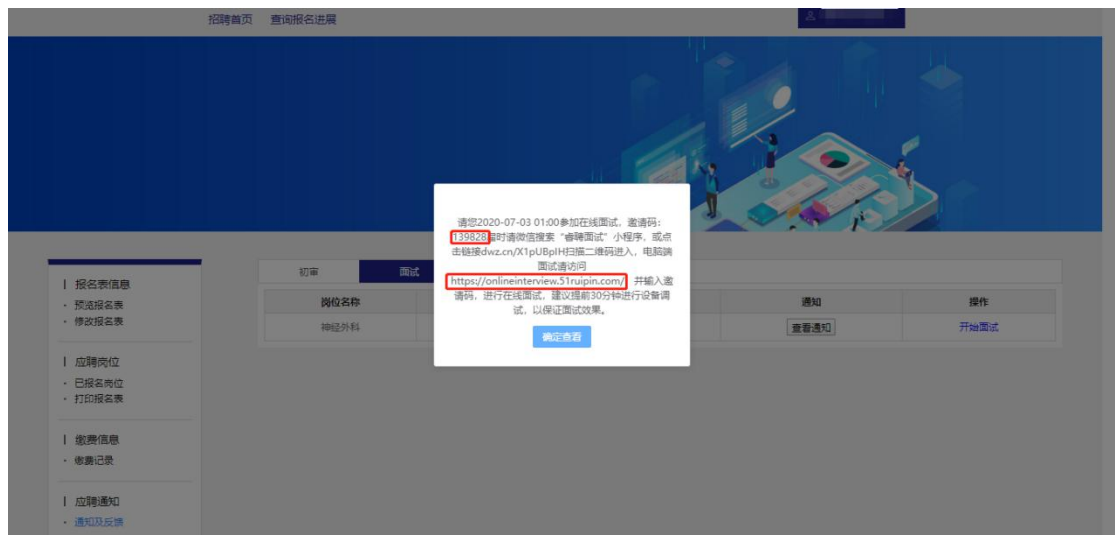 招聘首页 查询报名进展
请您2020-07-03 01:00参加在线面试，邀请码：
139828届时请微信搜索“睿聘面试”小程序，或点
击链接dwz.cn/X1pUBpIH扫描二维码进入，电脑端
面试请访问
https://onlineinterview.51ruipin.com/ 并输入邀
请码，进行在线面试，建议提前30分钟进行设备调
试，以保证面试效果。
确定查看
报名表信息
· 预览报名表
· 修改报名表
应聘岗位
· 已报名岗位
· 打印报名表
缴费信息
· 缴费记录
应聘通知
· 通知及反馈
初审 面试
岗位名称 通知 操作
神经外科 查看通知 开始面试